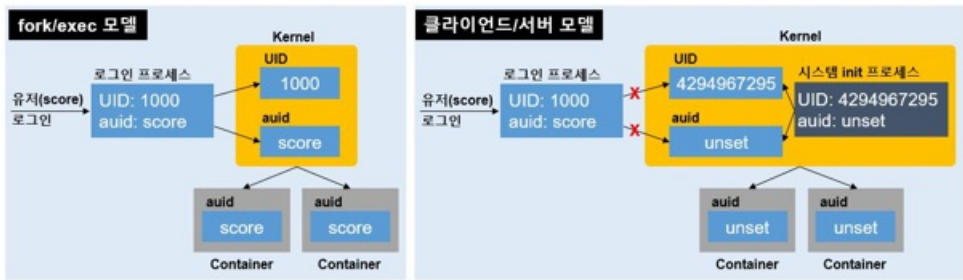 fork/exec 모델
Kernel
UID
1000
로그인 프로세스
유저(score)
로그인
UID: 1000
auid: score
auid
score
auid
score
auid
score
Container
Container
클라이언드/서버 모델
Kernel
UID
4294967295
로그인 프로세스
시스템 init 프로세스
유저(score)
로그인
UID: 1000
auid: score
X
X
UID: 4294967295
auid: unset
auid
unset
auid
unset
auid
unset
Container
Container